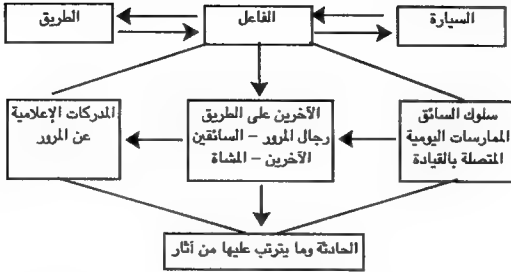 السيارة
الفاعل
الطريق
سلوك السائق
الممارسات اليومية
المتصلة بالقيادة
الآخرين على الطريق
رجال المرور – السائقين
الآخرين – المشاة
المدركات الإعلامية
عن المرور
الحادثة وما يترتب عليها من آثار